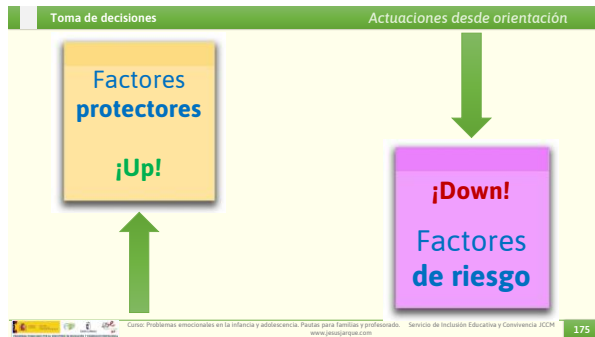 Toma de decisiones
Actuaciones desde orientación
Factores
protectores
¡Up!
¡Down!
Factores
de riesgo
Curso: Problemas emocionales en la infancia y adolescencia. Pautas para familias y profesorado. Servicio de Inclusión Educativa y Convivencia JCCM
www.jesusjarque.com
175